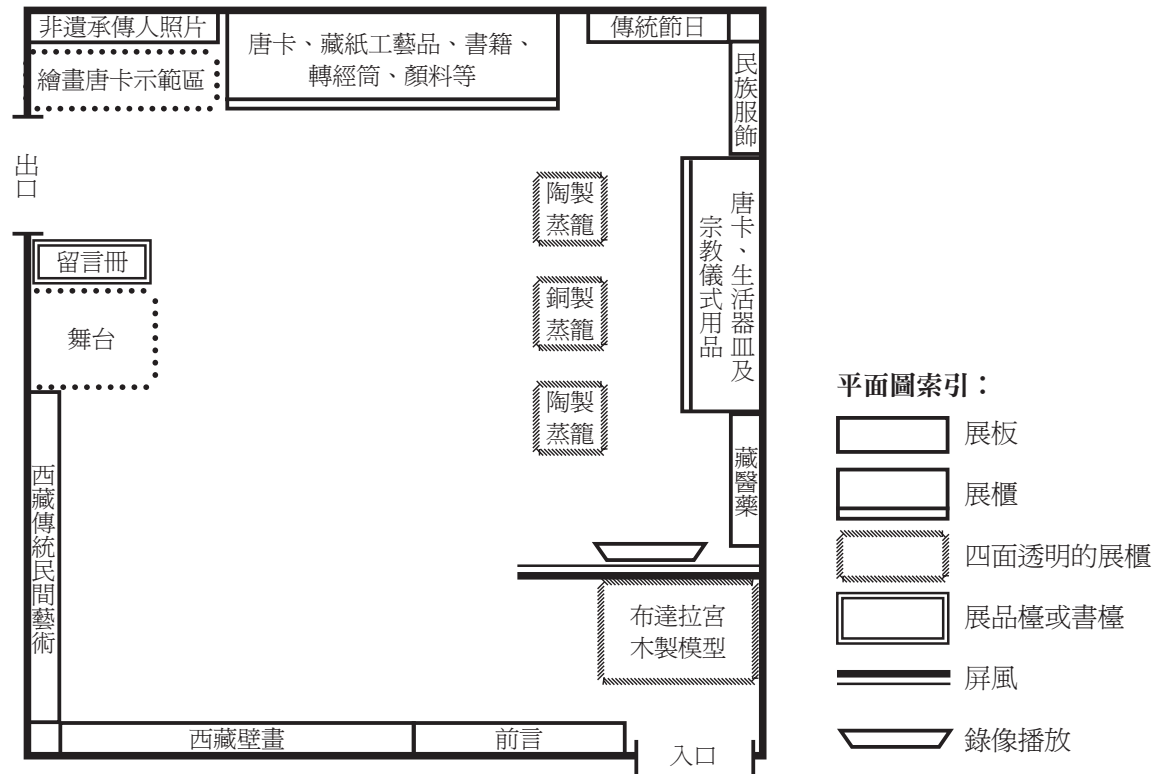 非遺承傳人照片
繪畫唐卡示範區
唐卡、藏紙工藝品、書籍、
轉經筒、顏料等
傳統節日
民族服飾
出口
陶製
蒸籠
唐卡、生活器皿及
宗教儀式用品
留言冊
舞台
銅製
蒸籠
陶製
蒸籠
藏醫藥
西藏傳統民間藝術
布達拉宮
木製模型
西藏壁畫
前言
入口
平面圖索引：
展板
展櫃
四面透明的展櫃
展品臺或書臺
屏風
錄像播放